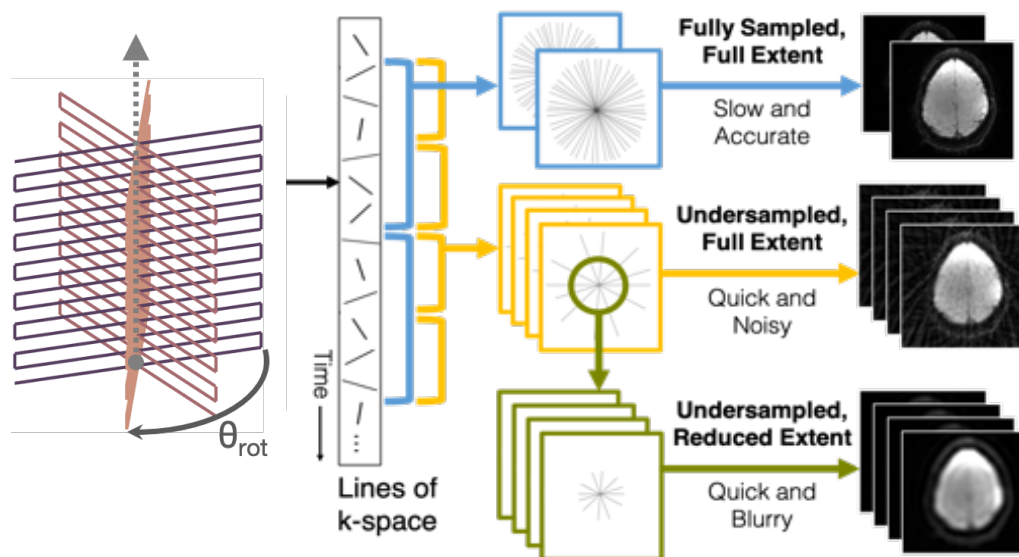 θrot
Time
...
Lines of
k-space
Fully Sampled,
Full Extent
Slow and
Accurate
Undersampled,
Full Extent
Quick and
Noisy
Undersampled,
Reduced Extent
Quick and
Blurry